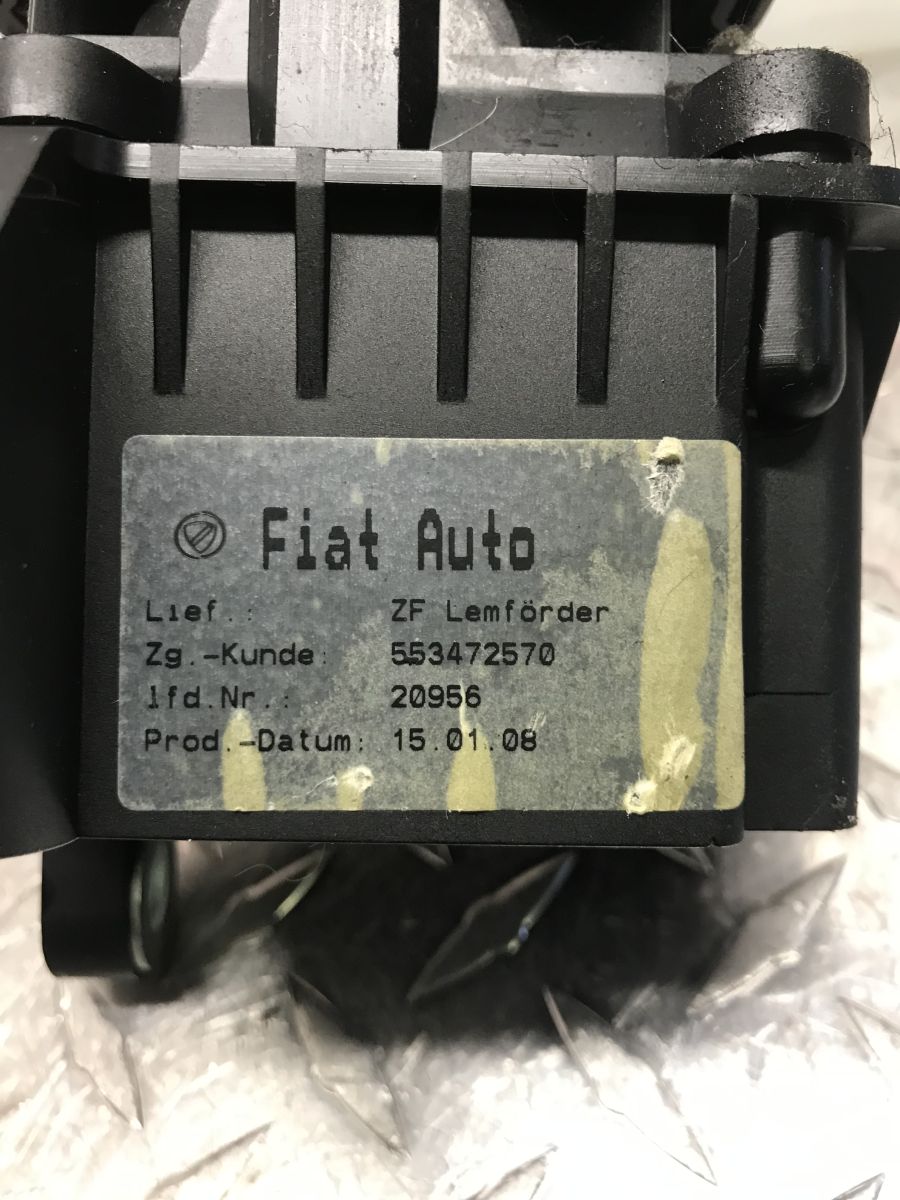 Fiat Auto
Lief.: ZF Lemförder
Zg.-Kunde: 553472570
lfd.Nr.: 20956
Prod.-Datum: 15.01.08